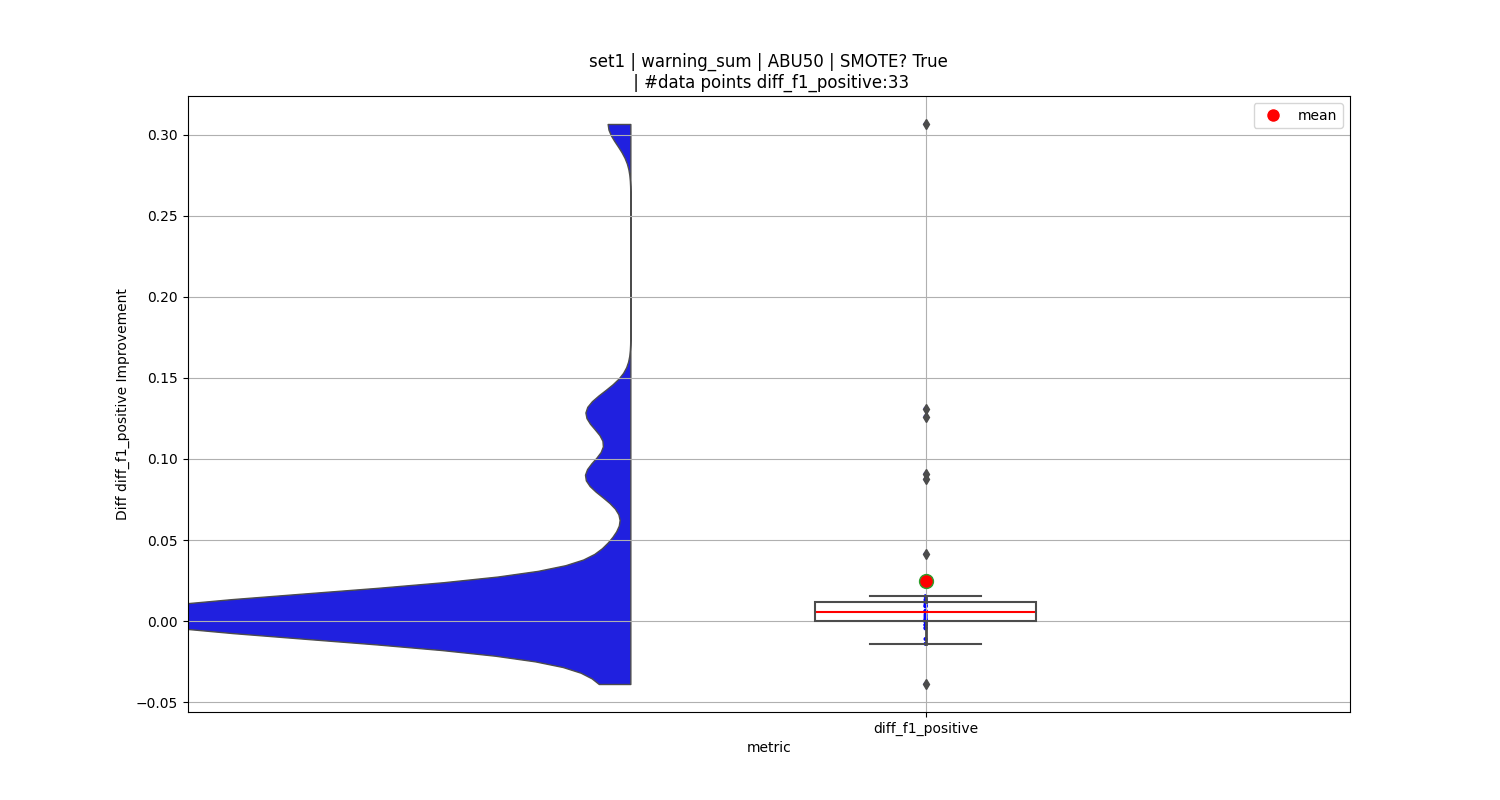 set1 | warning_sum | ABU50 | SMOTE? True
| #data points diff_f1_positive:33
mean
0.30
0.25
0.20
0.15
0.10
0.05
0.00
−0.05
Diff diff_f1_positive Improvement
diff_f1_positive
metric